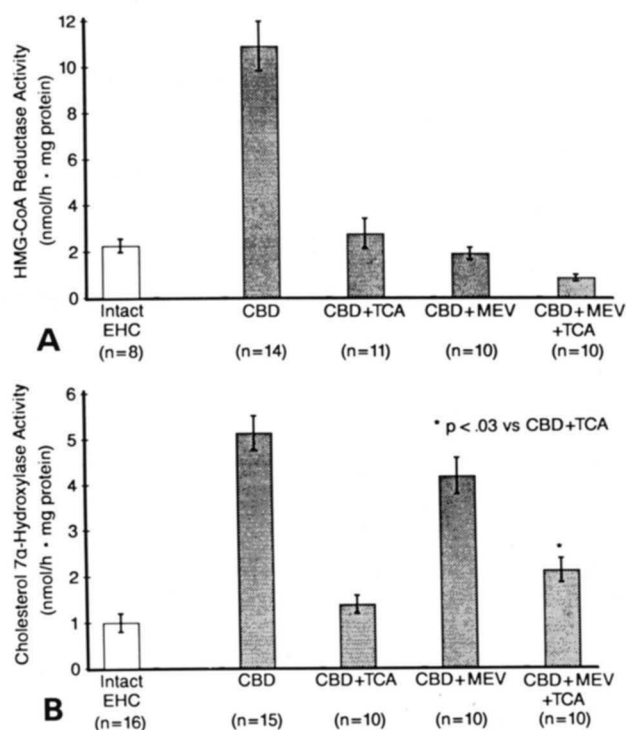 HMG-CoA Reductase Activity
(nmol/h • mg protein)
12
10
8
6
4
2
0
Intact
EHC
(n=8)
CBD
(n=14)
CBD+TCA
(n=11)
CBD+MEV
(n=10)
CBD+MEV
+TCA
(n=10)
A
Cholesterol 7α-Hydroxylase Activity
(nmol/h • mg protein)
6
5
4
3
2
1
0
* p < .03 vs CBD+TCA
*
Intact
EHC
(n=16)
CBD
(n=15)
CBD+TCA
(n=10)
CBD+MEV
(n=10)
CBD+MEV
+TCA
(n=10)
B